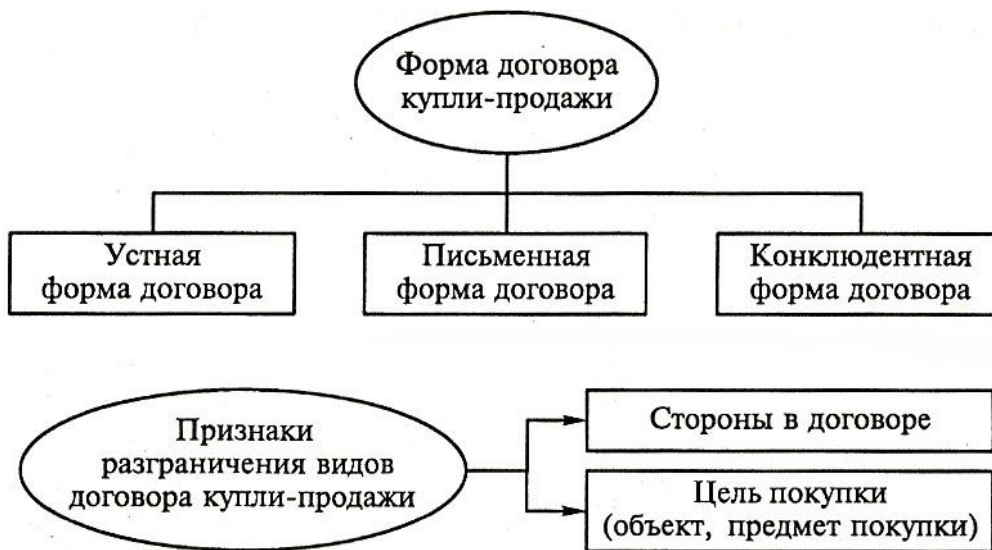 Форма договора
купли-продажи
Устная
форма договора
Письменная
форма договора
Конклюдентная
форма договора
Признаки
разграничения видов
договора купли-продажи
Стороны в договоре
Цель покупки
(объект, предмет покупки)